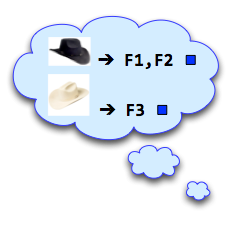 ➔ F1,F2 ■
➔ F3 ■